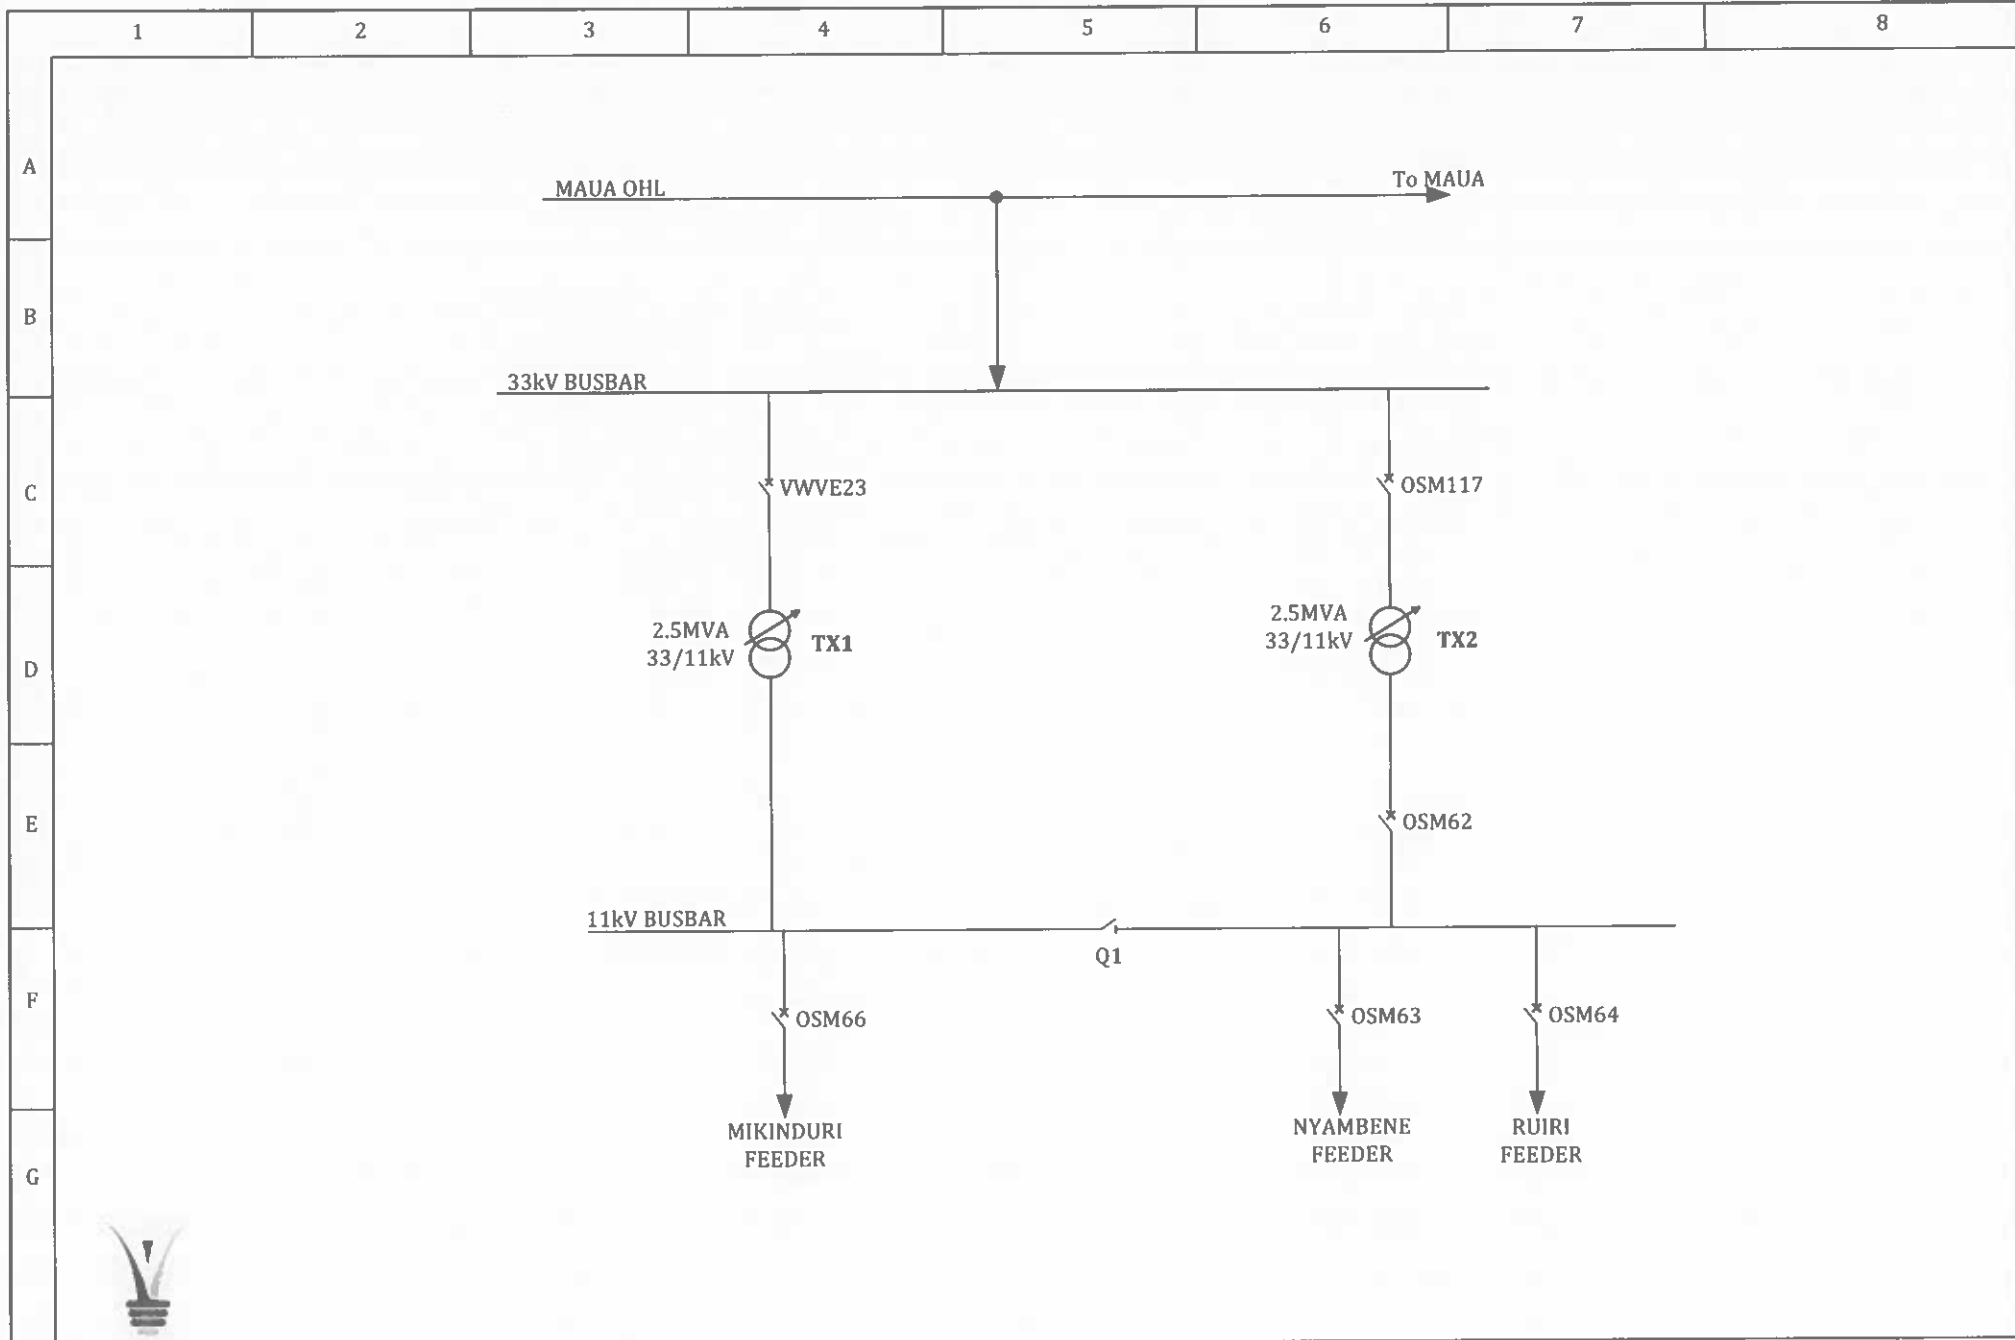 1 2 3 4 5 6 7 8
A
MAUA OHL
To MAUA
B
33kV BUSBAR
C
VWVE23
OSM117
2.5MVA
33/11kV
TX1
2.5MVA
33/11kV
TX2
D
E
OSM62
11kV BUSBAR
Q1
F
OSM66
OSM63
OSM64
MIKINDURI
FEEDER
NYAMBENE
FEEDER
RUIRI
FEEDER
G